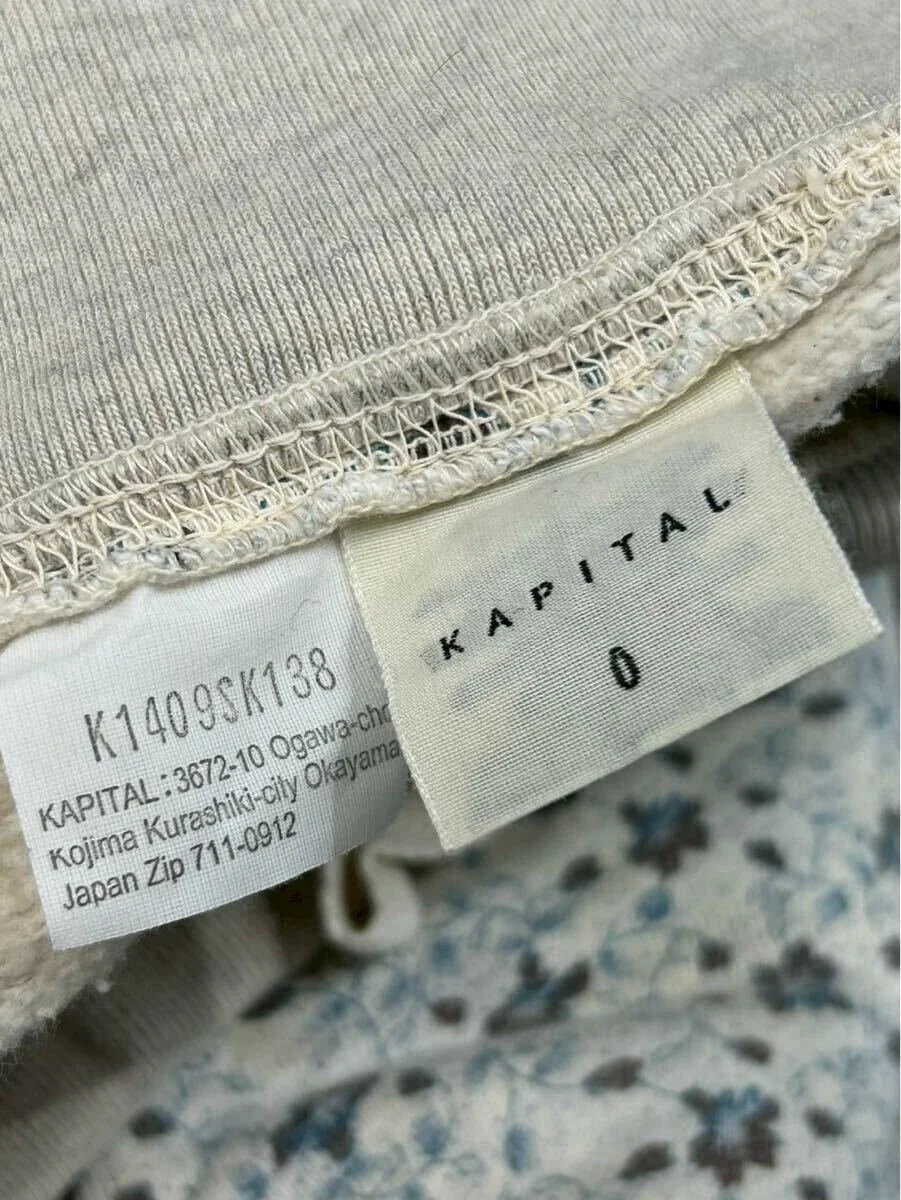 KAPITAL
0
K1409SK138
KAPITAL : 3672-10 Ogawa-cho
Kojima Kurashiki-city Okayama
Japan Zip 711-0912